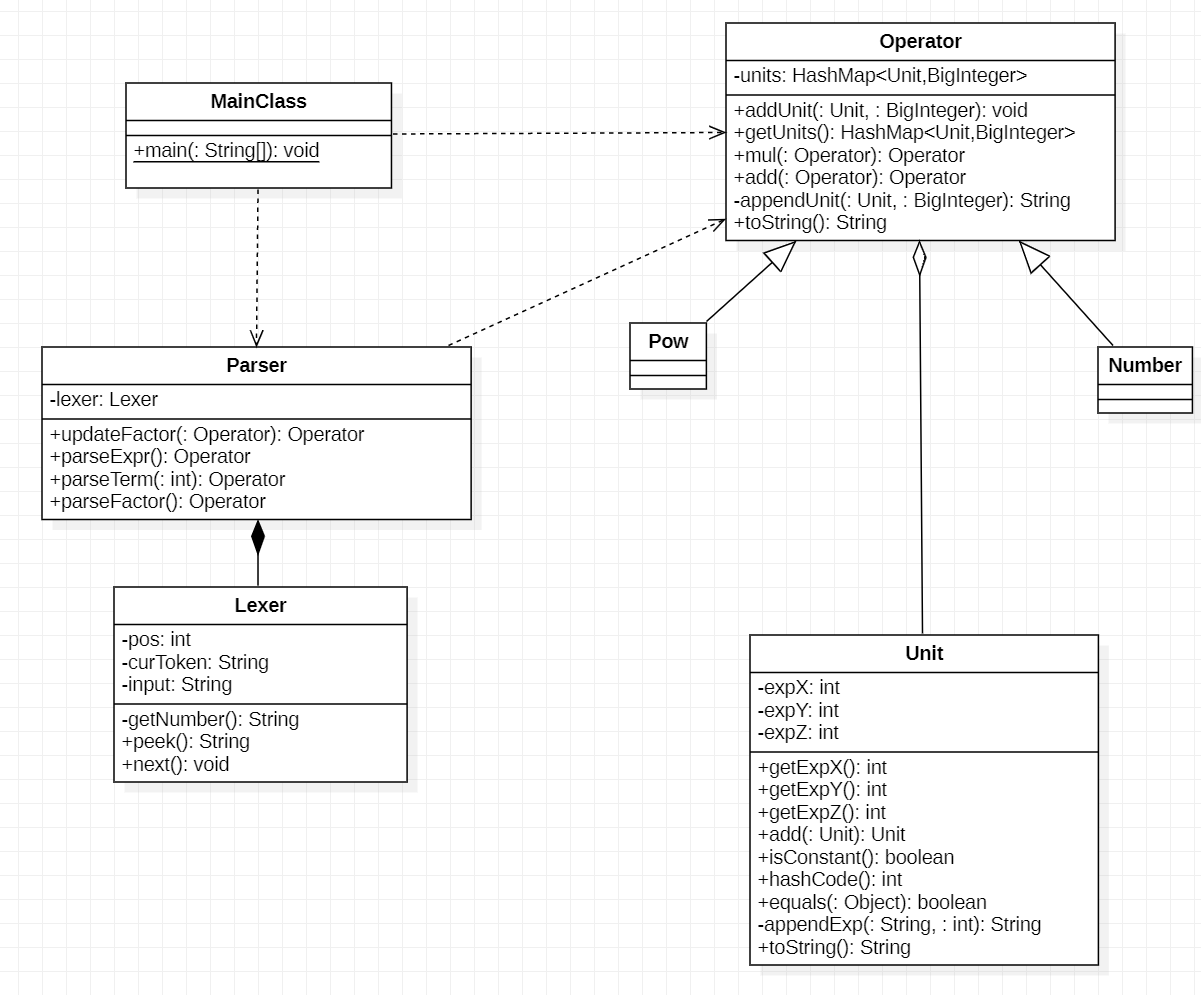 MainClass
+main(: String[]): void
Operator
-units: HashMap<Unit,BigInteger>
+addUnit(: Unit, : BigInteger): void
+getUnits(): HashMap<Unit,BigInteger>
+mul(: Operator): Operator
+add(: Operator): Operator
-appendUnit(: Unit, : BigInteger): String
+toString(): String
Pow
Number
Parser
-lexer: Lexer
+updateFactor(: Operator): Operator
+parseExpr(): Operator
+parseTerm(: int): Operator
+parseFactor(): Operator
Lexer
-pos: int
-curToken: String
-input: String
-getNumber(): String
+peek(): String
+next(): void
Unit
-expX: int
-expY: int
-expZ: int
+getExpX(): int
+getExpY(): int
+getExpZ(): int
+add(: Unit): Unit
+isConstant(): boolean
+hashCode(): int
+equals(: Object): boolean
-appendExp(: String, : int): String
+toString(): String